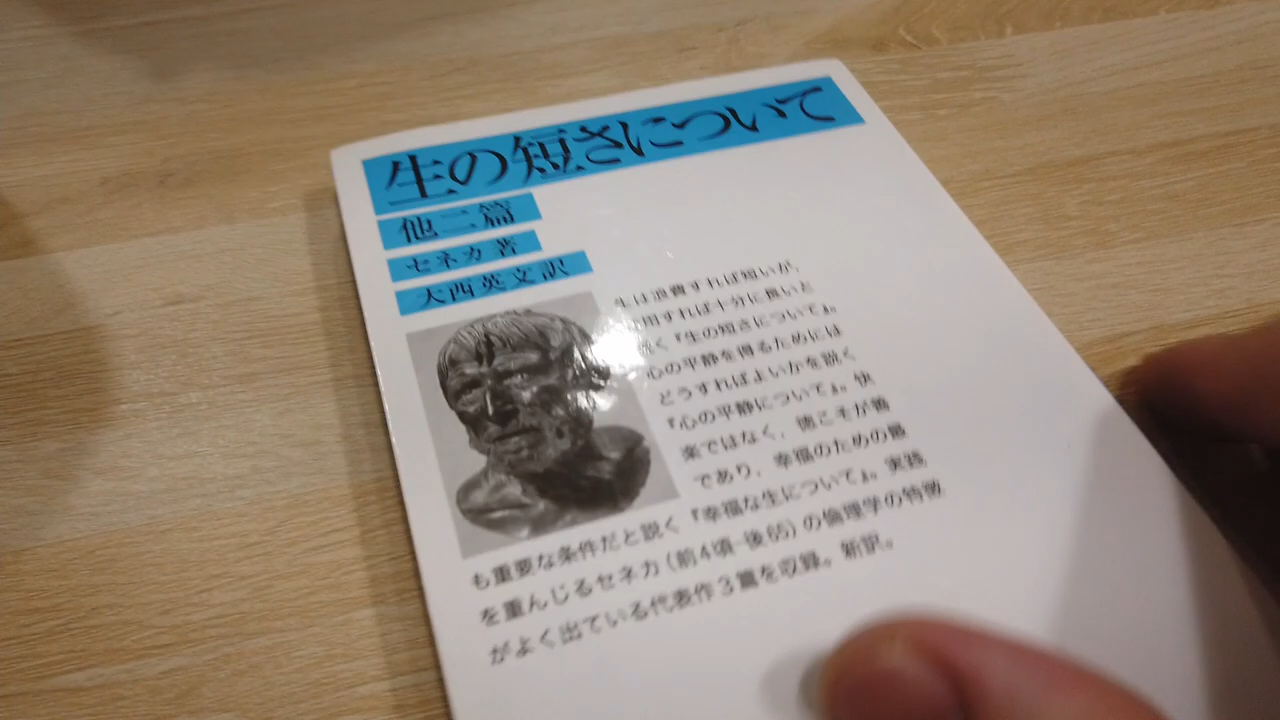 生の短さについて
他二篇
セネカ著
大西英文訳
生は浪費すれば短いが,
用すれば十分に長いと
く『生の短さについて』。
心の平静を得るためには
どうすればよいかを説く
『心の平静について』。快
楽ではなく,徳こそが善
であり,幸福のための最
も重要な条件だと説く『幸福な生について』。実践
を重んじるセネカ(前4頃-後65)の倫理学の特徴
がよく出ている代表作3篇を収録。新訳。